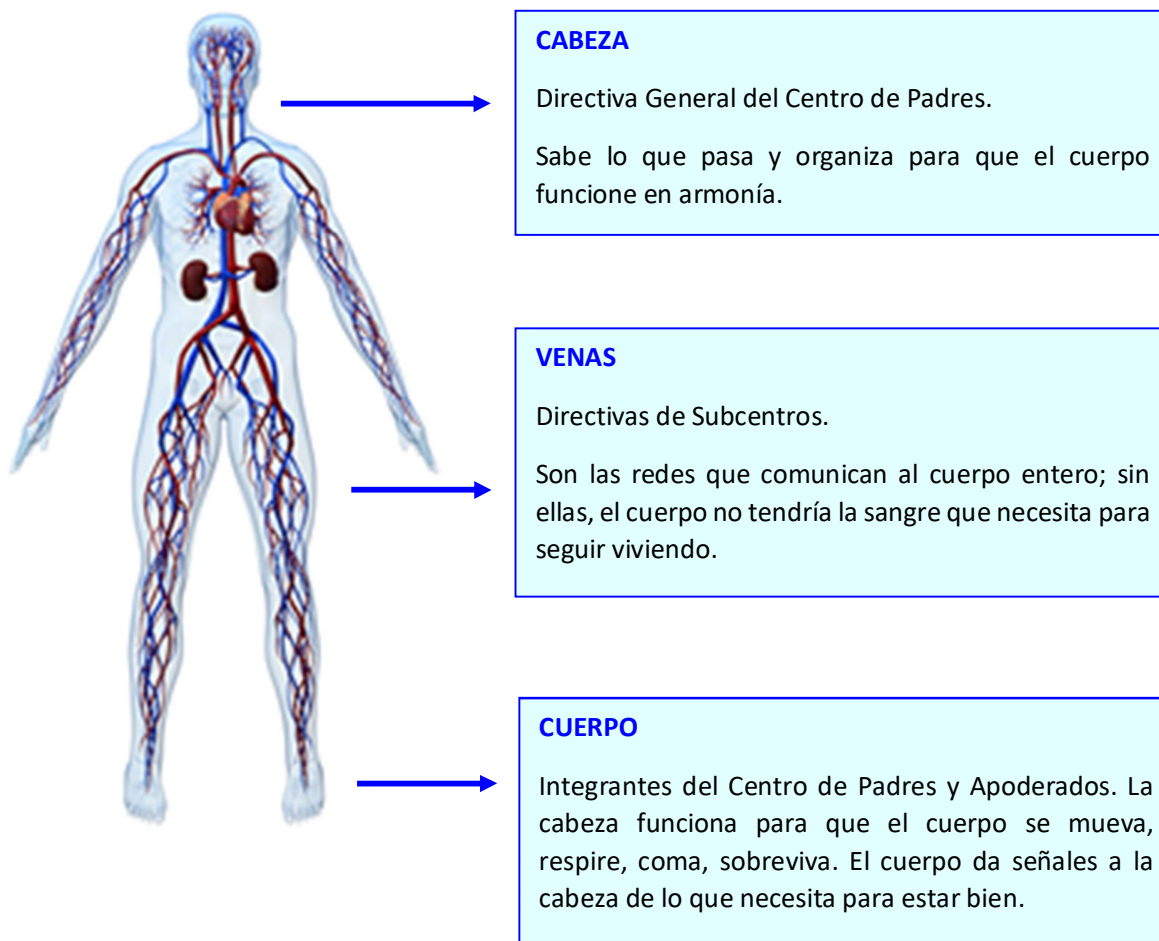 CABEZA
Directiva General del Centro de Padres.
Sabe lo que pasa y organiza para que el cuerpo
funcione en armonía.
VENAS
Directivas de Subcentros.
Son las redes que comunican al cuerpo entero; sin
ellas, el cuerpo no tendría la sangre que necesita para
seguir viviendo.
CUERPO
Integrantes del Centro de Padres y Apoderados. La
cabeza funciona para que el cuerpo se mueva,
respire, coma, sobreviva. El cuerpo da señales a la
cabeza de lo que necesita para estar bien.